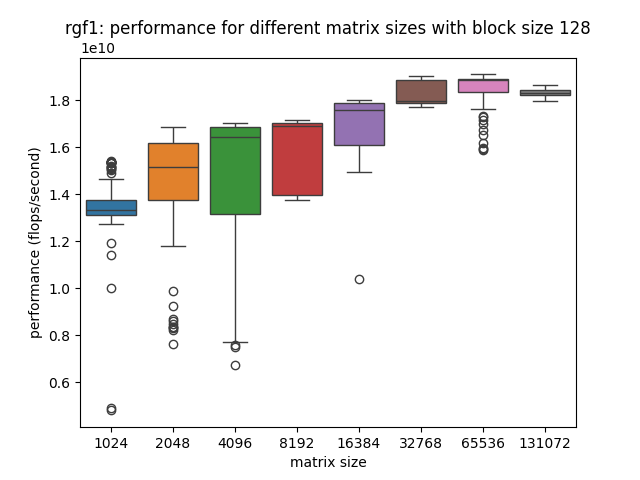 rgf1: performance for different matrix sizes with block size 128
1e10
1.8
1.6
1.4
1.2
1.0
0.8
0.6
performance (flops/second)
1024 2048 4096 8192 16384 32768 65536 131072
matrix size